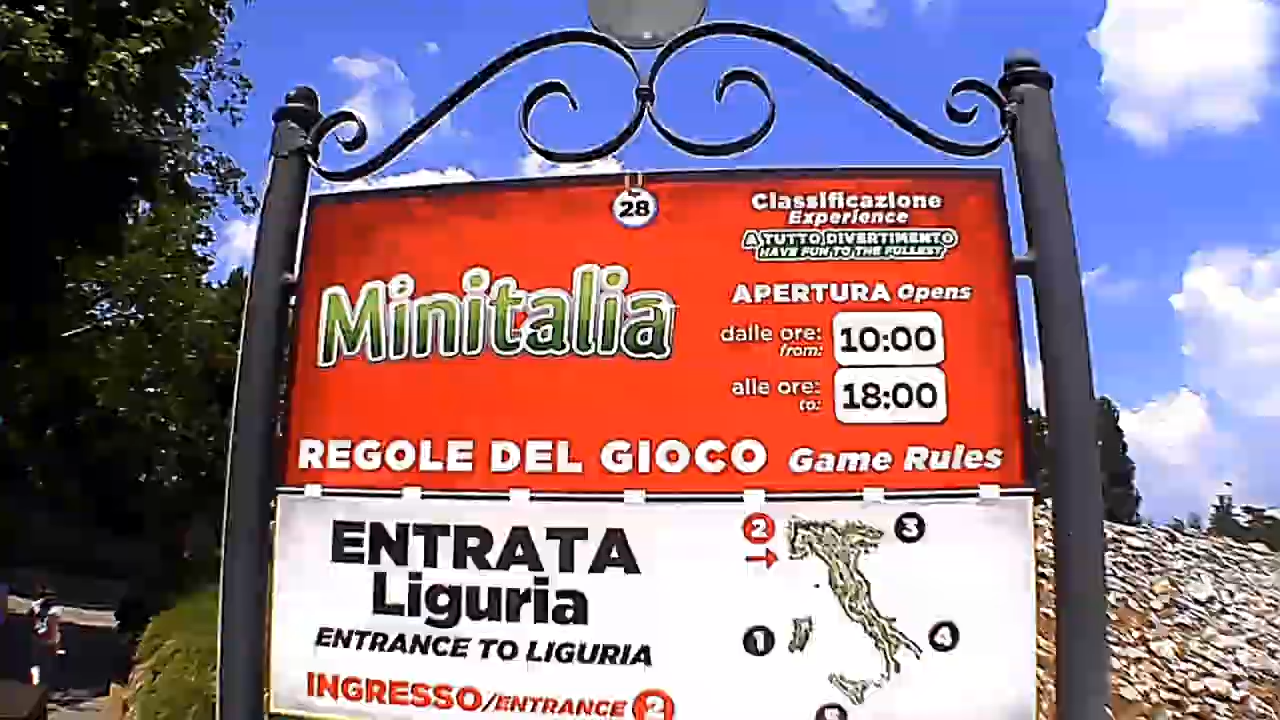 28
Classificazione
Experience
A TUTTO DIVERTIMENTO
HAVE FUN TO THE FULLEST
Minitalia
APERTURA Opens
dalle ore: 10:00
from:
alle ore: 18:00
to:
REGOLE DEL GIOCO Game Rules
ENTRATA
Liguria
ENTRANCE TO LIGURIA
INGRESSO/ENTRANCE 2
2
3
1
4